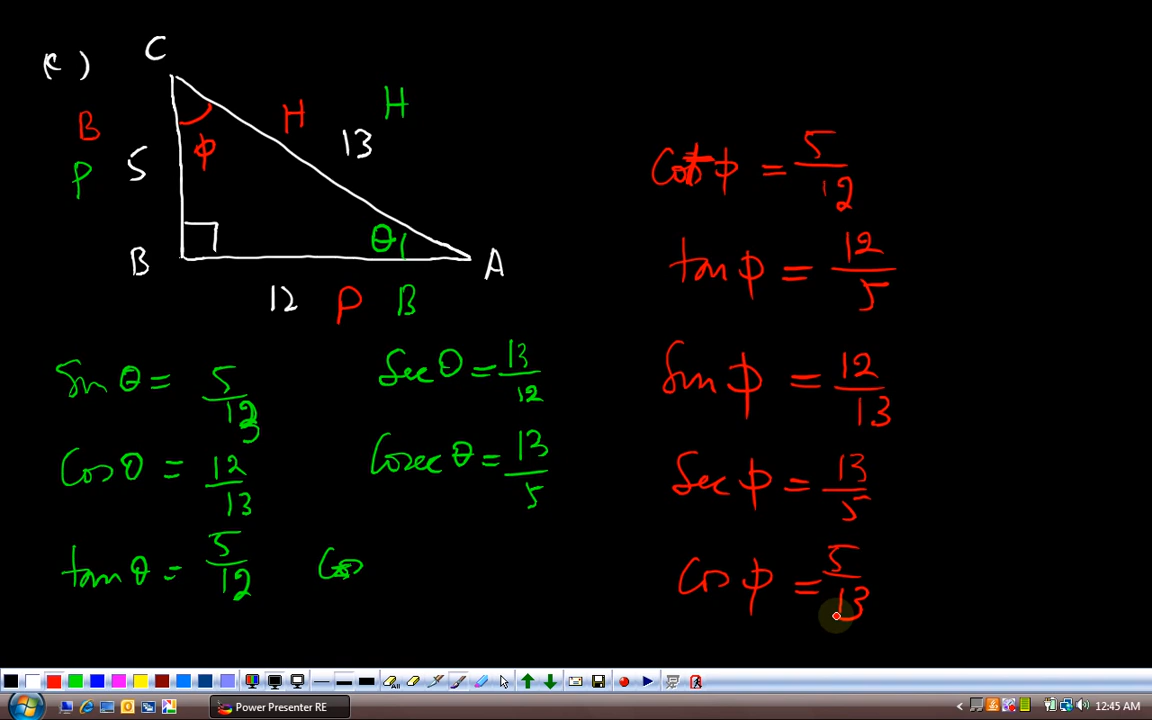 (c)
C
B
P
5
φ
H
13
H
B
θ
A
12 P B
sin θ = 5/13
cos θ = 12/13
tan θ = 5/12
sec θ = 13/12
cosec θ = 13/5
cot φ = 5/12
tan φ = 12/5
sin φ = 12/13
sec φ = 13/5
cos φ = 5/13
Power Presenter RE
12:45 AM